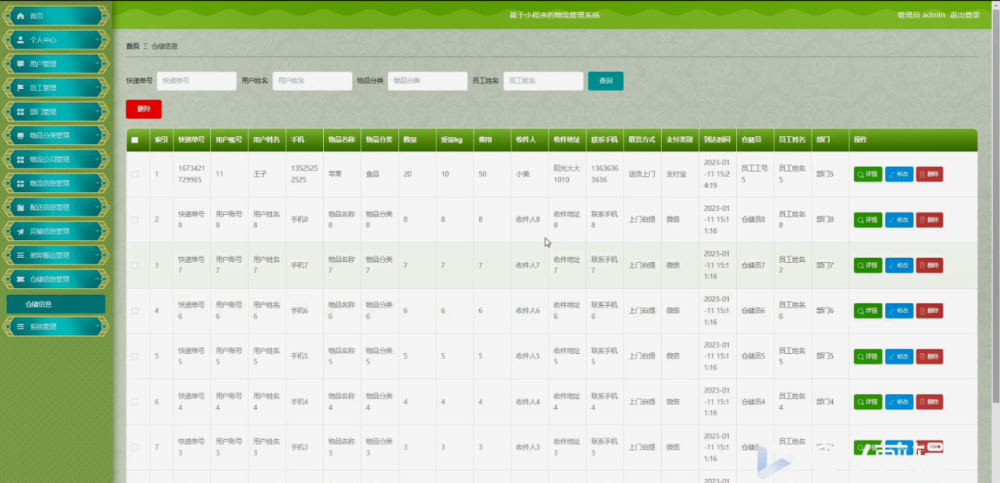 基于小程序的物流管理系统
管理员 admin 退出登录
首页
个人中心
用户管理
员工管理
部门管理
物品分类管理
物流公司管理
物流信息管理
配送信息管理
运输信息管理
装卸搬运管理
仓储信息管理
仓储信息
系统管理
首页 Ξ 仓储信息
快递单号 快递单号 用户姓名 用户姓名 物品分类 物品分类 员工姓名 员工姓名 查询
删除
索引 快递单号 用户账号 用户姓名 手机 物品名称 物品分类 数量 重量kg 费用 收件人 收件地址 联系手机 取货方式 支付类别 到达时间 仓储员 员工姓名 部门 操作
1 1673421729965 11 王子 13525252525 苹果 食品 20 10 50 小美 阳光大大1010 13636363636 送货上门 支付宝 2023-01-11 15:24:19 员工工号5 员工姓名5 部门5 详情 修改 删除
2 快递单号8 用户账号8 用户姓名8 手机8 物品名称8 物品分类8 8 8 8 收件人8 收件地址8 联系手机8 上门自提 微信 2023-01-11 15:11:16 仓储员8 员工姓名8 部门8 详情 修改 删除
3 快递单号7 用户账号7 用户姓名7 手机7 物品名称7 物品分类7 7 7 7 收件人7 收件地址7 联系手机7 上门自提 微信 2023-01-11 15:11:16 仓储员7 员工姓名7 部门7 详情 修改 删除
4 快递单号6 用户账号6 用户姓名6 手机6 物品名称6 物品分类6 6 6 6 收件人6 收件地址6 联系手机6 上门自提 微信 2023-01-11 15:11:16 仓储员6 员工姓名6 部门6 详情 修改 删除
5 快递单号5 用户账号5 用户姓名5 手机5 物品名称5 物品分类5 5 5 5 收件人5 收件地址5 联系手机5 上门自提 微信 2023-01-11 15:11:16 仓储员5 员工姓名5 部门5 详情 修改 删除
6 快递单号4 用户账号4 用户姓名4 手机4 物品名称4 物品分类4 4 4 4 收件人4 收件地址4 联系手机4 上门自提 微信 2023-01-11 15:11:16 仓储员4 员工姓名4 部门4 详情 修改 删除
7 快递单号3 用户账号3 用户姓名3 手机3 物品名称3 物品分类3 3 3 3 收件人3 收件地址3 联系手机3 上门自提 微信 2023-01-11 15:11:16
2023-01